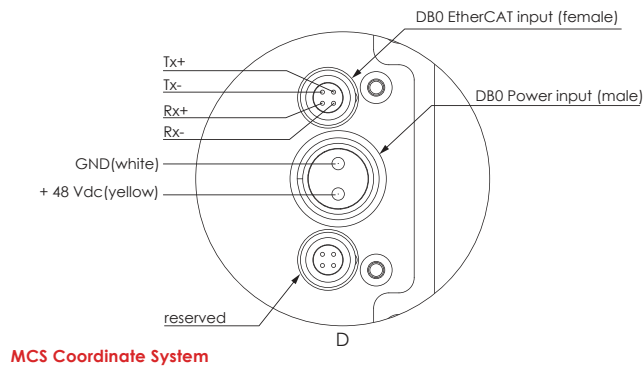 DB0 EtherCAT input (female)
Tx+
Tx-
Rx+
Rx-
DB0 Power input (male)
GND(white)
+ 48 Vdc(yellow)
reserved
D
MCS Coordinate System